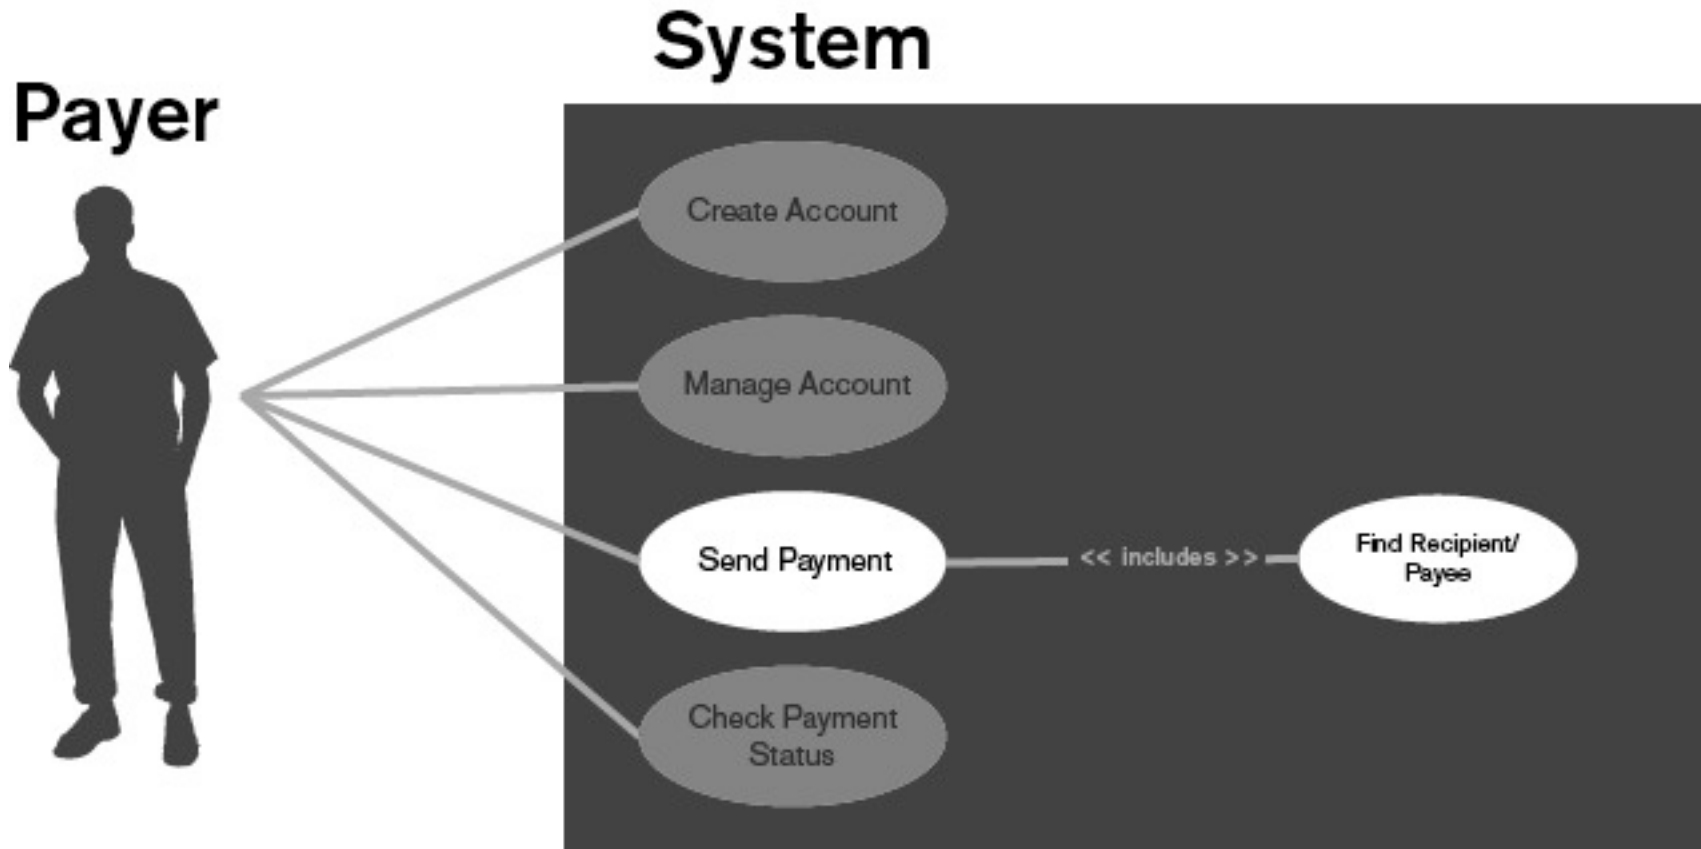 System
Payer
Create Account
Manage Account
Send Payment
<< includes >>
Find Recipient/
Payee
Check Payment
Status